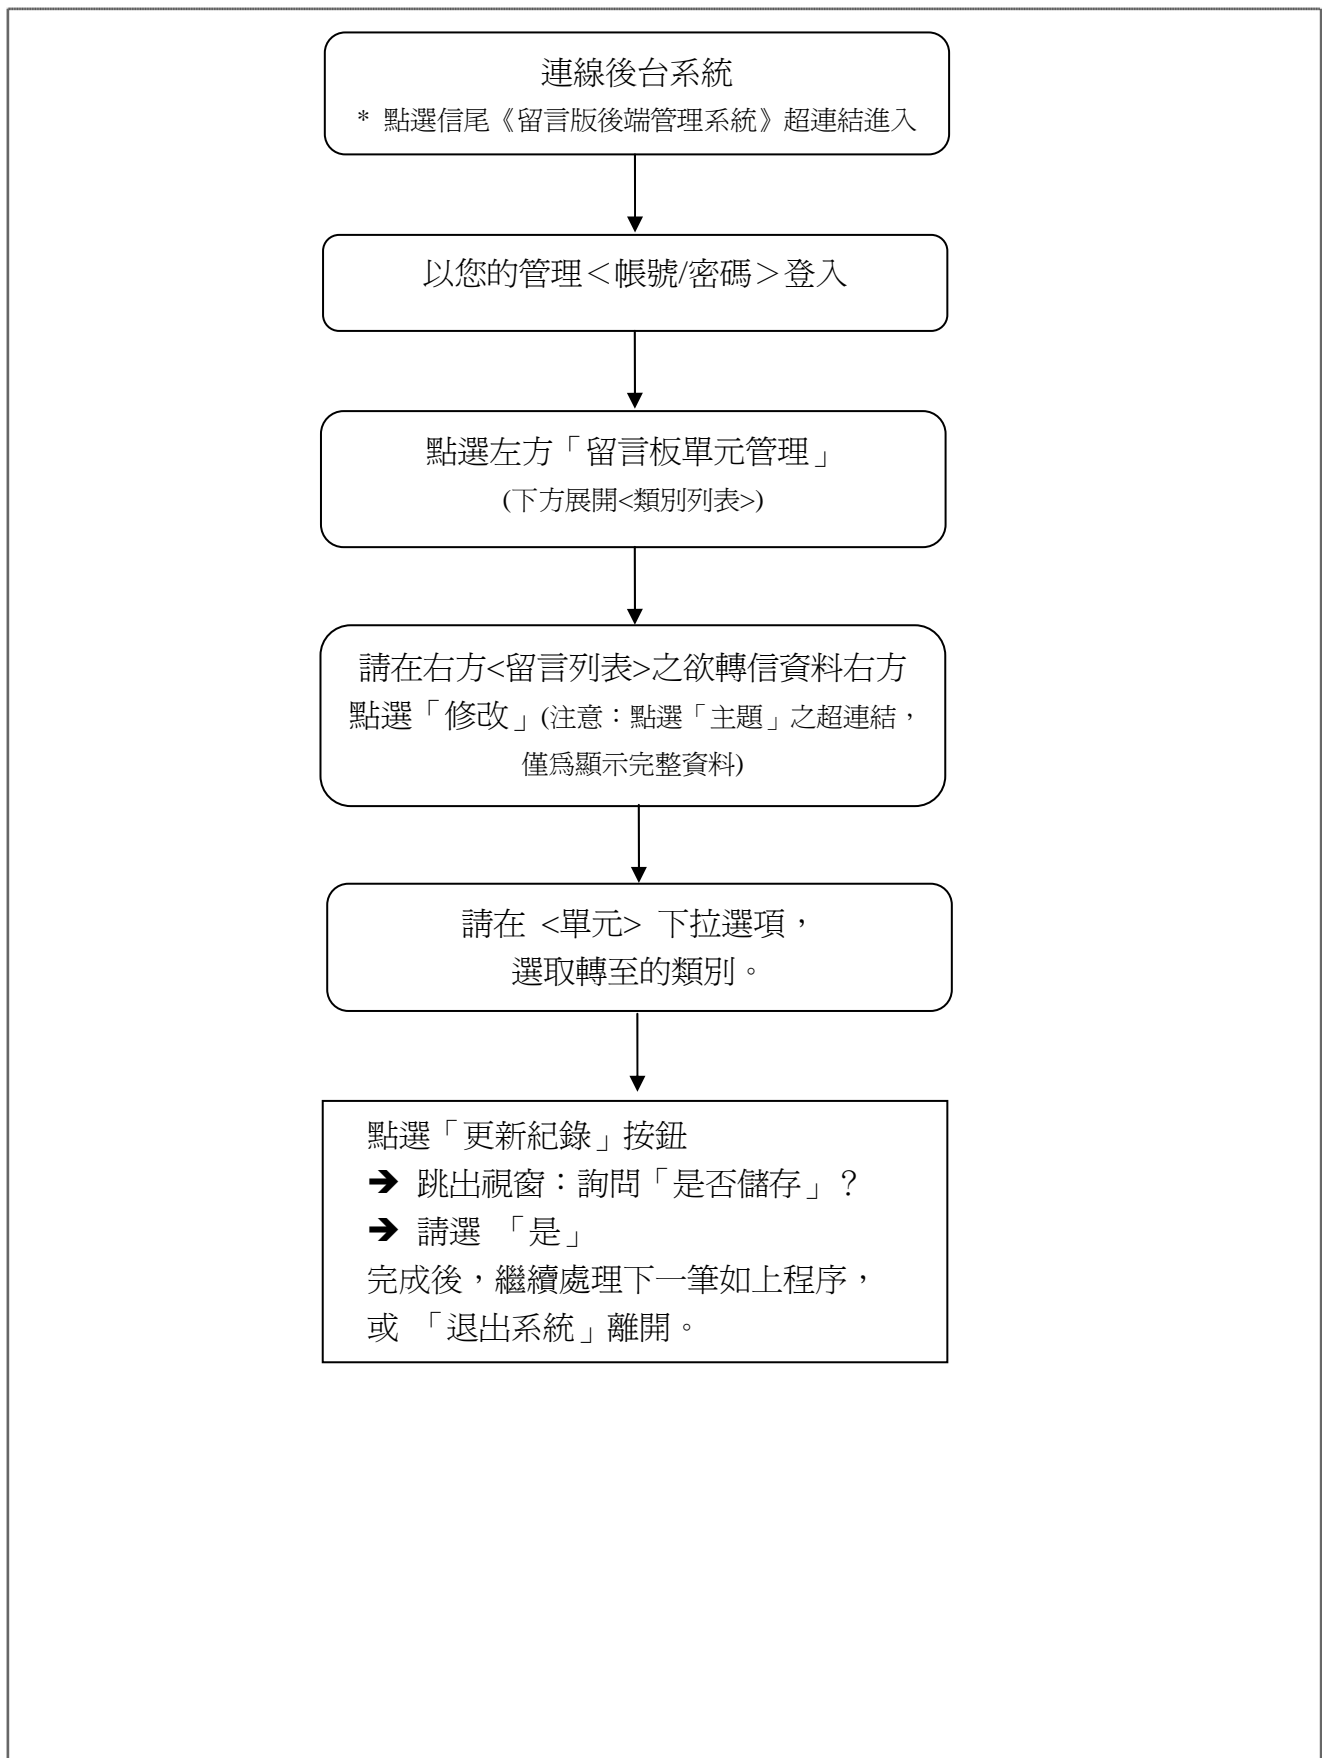 連線後台系統
* 點選信尾《留言版後端管理系統》超連結進入
以您的管理＜帳號/密碼＞登入
點選左方「留言板單元管理」
(下方展開<類別列表>)
請在右方<留言列表>之欲轉信資料右方
點選「修改」(注意：點選「主題」之超連結，
僅為顯示完整資料)
請在 <單元> 下拉選項，
選取轉至的類別。
點選「更新紀錄」按鈕
➔ 跳出視窗：詢問「是否儲存」？
➔ 請選 「是」
完成後，繼續處理下一筆如上程序，
或 「退出系統」離開。